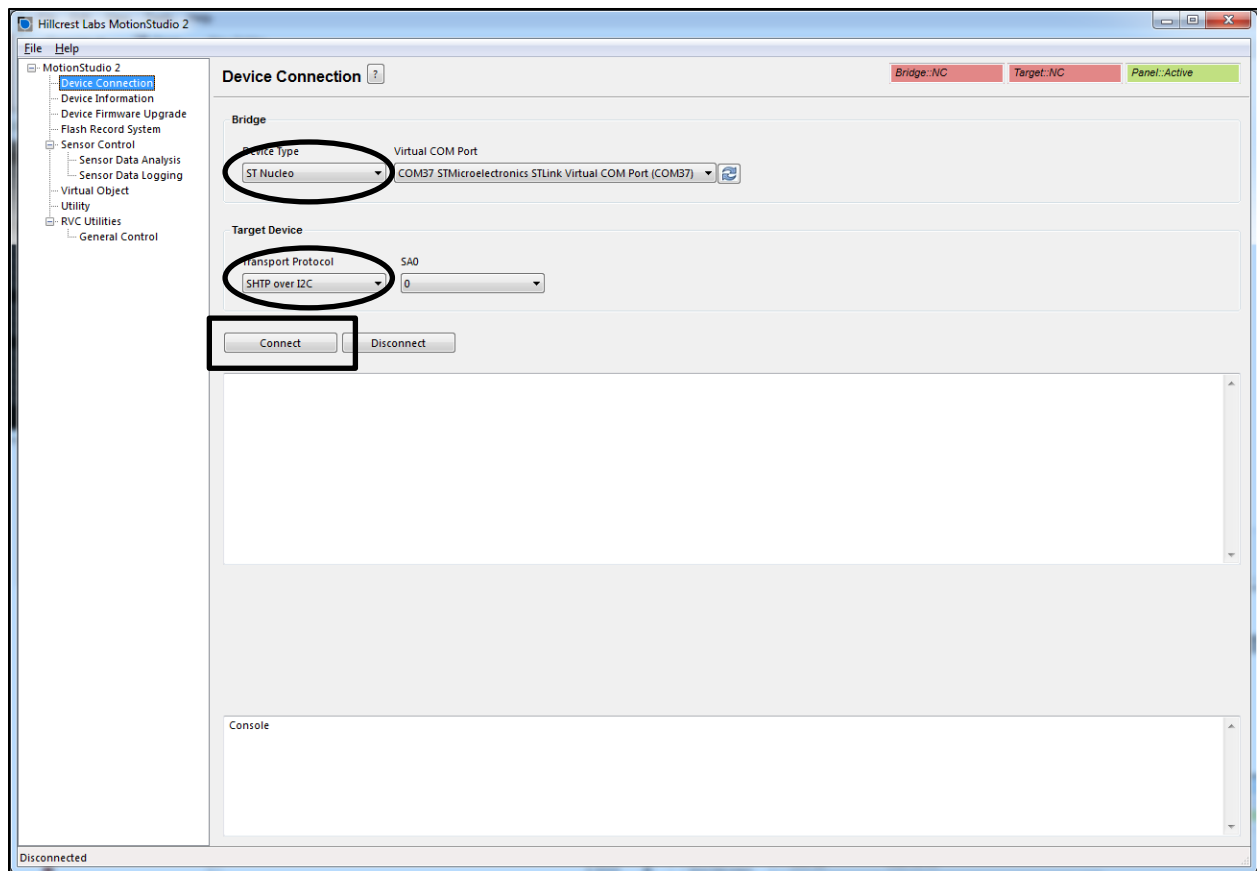 Hillcrest Labs MotionStudio 2
File Help
MotionStudio 2
Device Connection
Device Information
Device Firmware Upgrade
Flash Record System
Sensor Control
Sensor Data Analysis
Sensor Data Logging
Virtual Object
Utility
RVC Utilities
General Control
Device Connection ?
Bridge::NC Target::NC Panel::Active
Bridge
Device Type Virtual COM Port
ST Nucleo COM37 STMicroelectronics STLink Virtual COM Port (COM37)
Target Device
Transport Protocol SA0
SHTP over I2C 0
Connect Disconnect
Console
Disconnected